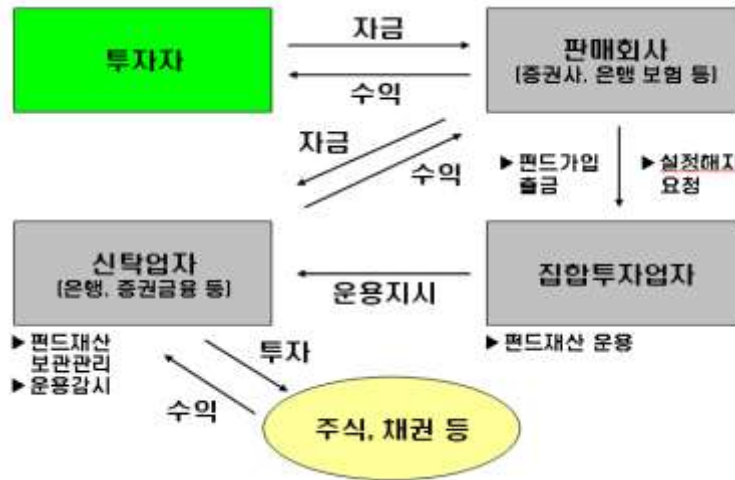 자금
투자자
판매회사
(증권사, 은행 보험 등)
수익
자금
수익
▶ 펀드가입
출금
▶ 설정해지
요청
신탁업자
(은행, 증권금융 등)
운용지시
집합투자업자
▶ 펀드재산
보관관리
▶ 운용감시
투자
▶ 펀드재산 운용
수익
주식, 채권 등